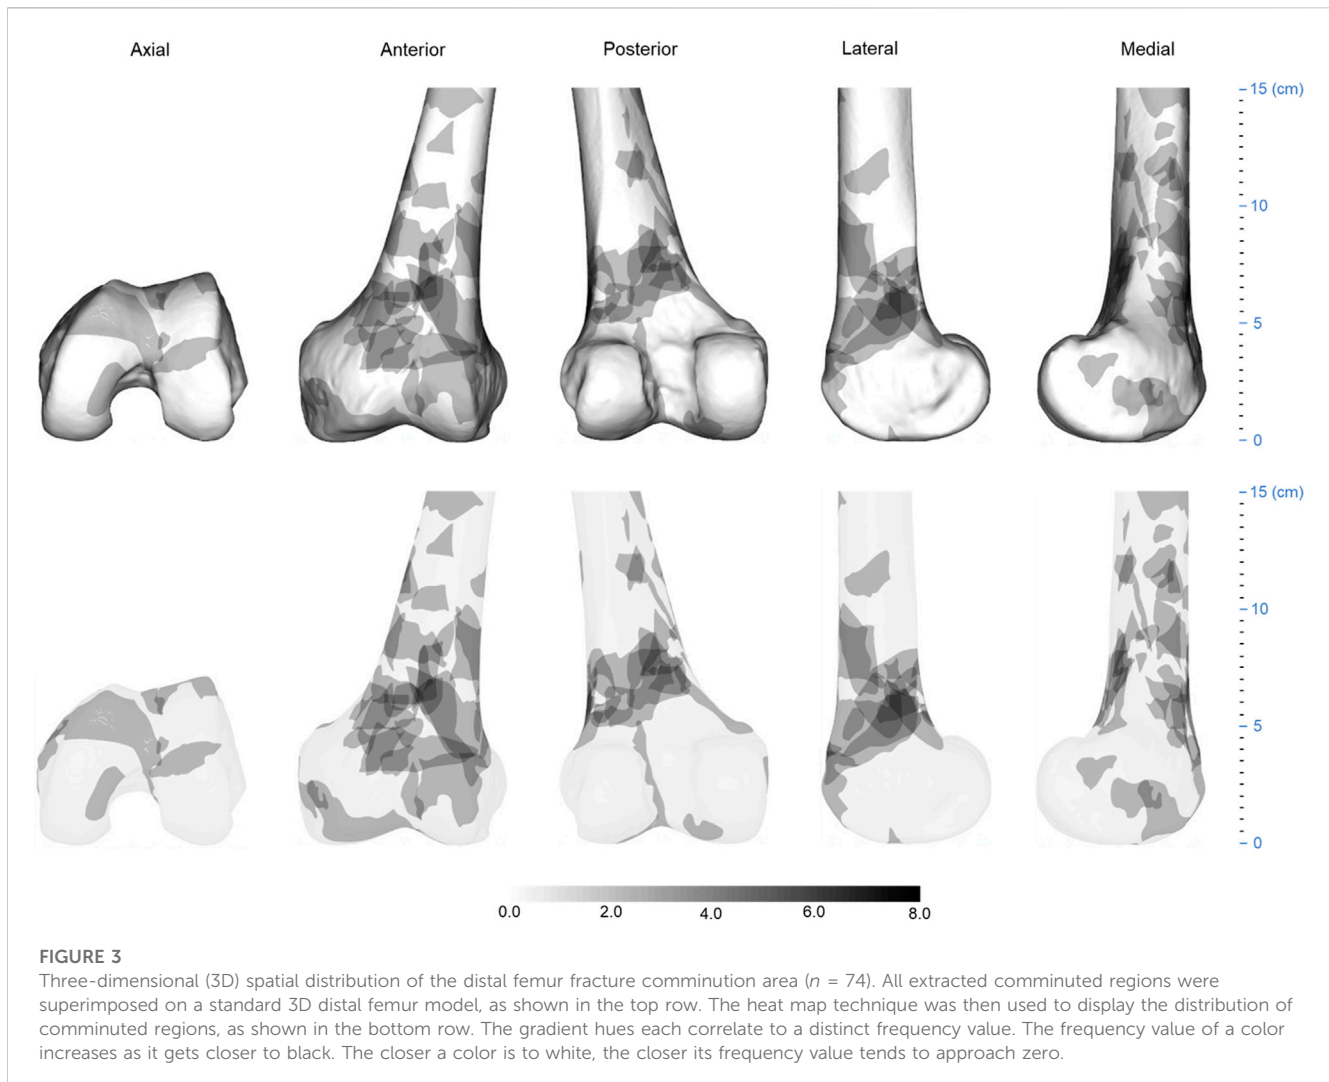 Axial Anterior Posterior Lateral Medial
15 (cm)
10
5
0
15 (cm)
10
5
0
0.0 2.0 4.0 6.0 8.0
FIGURE 3
Three-dimensional (3D) spatial distribution of the distal femur fracture comminution area (n = 74). All extracted comminuted regions were
superimposed on a standard 3D distal femur model, as shown in the top row. The heat map technique was then used to display the distribution of
comminuted regions, as shown in the bottom row. The gradient hues each correlate to a distinct frequency value. The frequency value of a color
increases as it gets closer to black. The closer a color is to white, the closer its frequency value tends to approach zero.